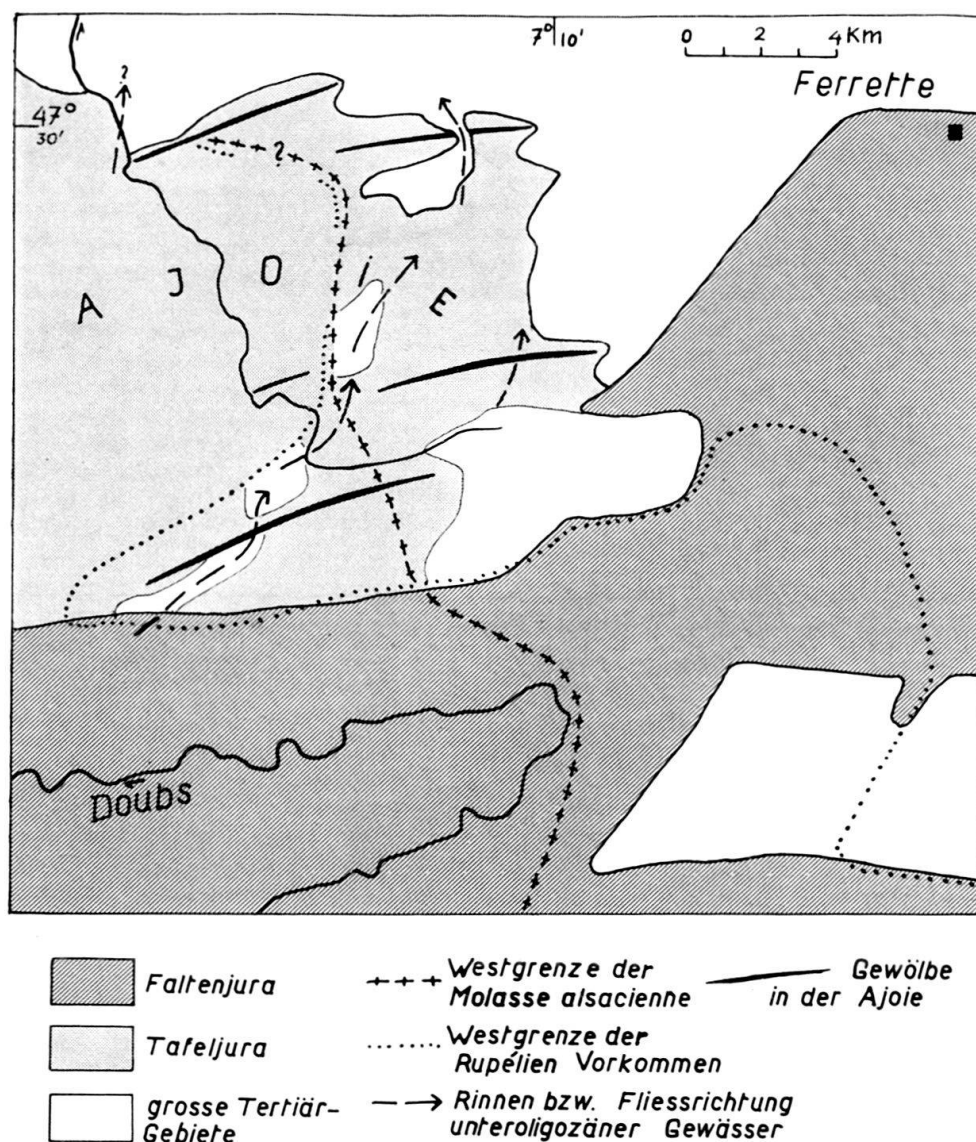 7° 10'
0 2 4 Km
Ferrette
?
47°
30'
?
A J O E
Doubs
Faltenjura
Tafeljura
grosse Tertiär-
Gebiete
Westgrenze der
Molasse alsacienne
Westgrenze der
Rupélien Vorkommen
Rinnen bzw. Fliessrichtung
unteroligozäner Gewässer
Gewölbe
in der Ajoie